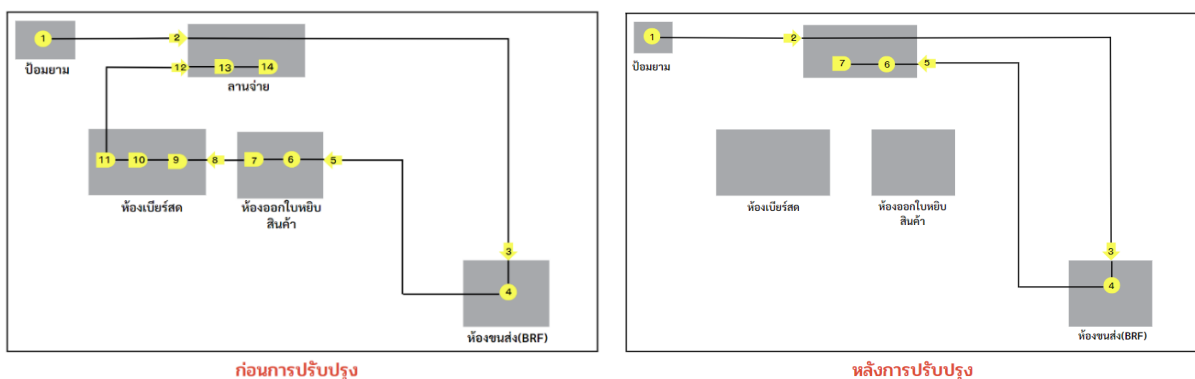 1
2
ป้อมยาม
12
13
14
ลานจ่าย
11
10
9
8
7
6
5
ห้องเบียร์สด
ห้องออกใบหยิบ
สินค้า
3
4
ห้องขนส่ง(BRF)
ก่อนการปรับปรุง
1
2
ป้อมยาม
7
6
5
ห้องเบียร์สด
ห้องออกใบหยิบ
สินค้า
3
4
ห้องขนส่ง(BRF)
หลังการปรับปรุง